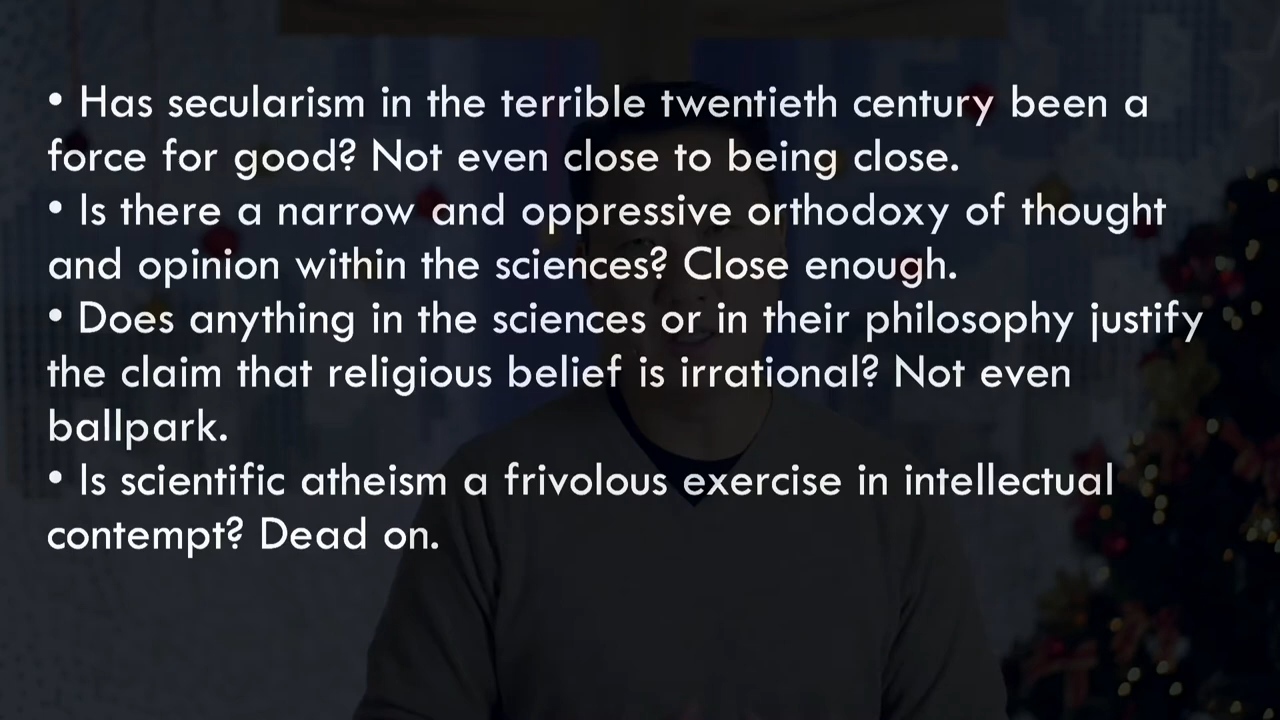 • Has secularism in the terrible twentieth century been a
force for good? Not even close to being close.
• Is there a narrow and oppressive orthodoxy of thought
and opinion within the sciences? Close enough.
• Does anything in the sciences or in their philosophy justify
the claim that religious belief is irrational? Not even
ballpark.
• Is scientific atheism a frivolous exercise in intellectual
contempt? Dead on.